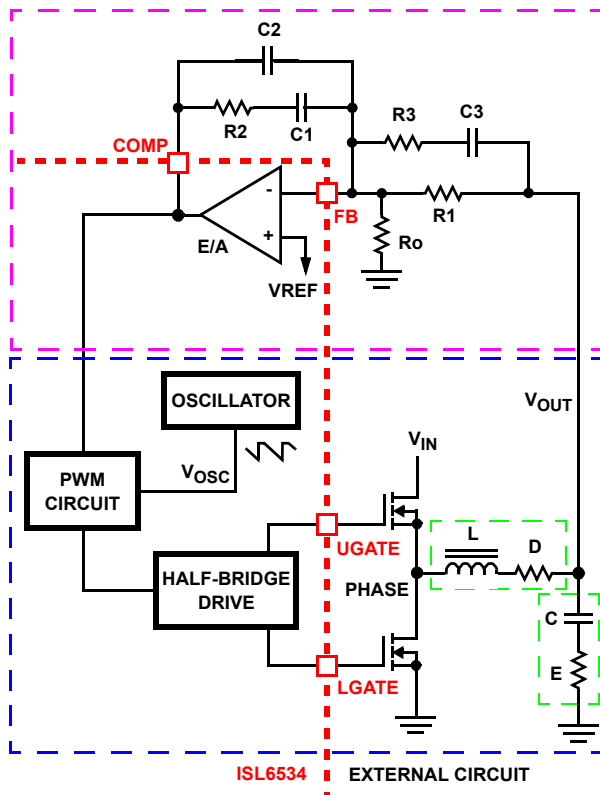 C2
R2
C1
R3
C3
COMP
-
FB
R1
+
E/A
Ro
VREF
OSCILLATOR
VOUT
VIN
PWM
CIRCUIT
VOSC
L
D
UGATE
HALF-BRIDGE
DRIVE
PHASE
C
E
LGATE
ISL6534
EXTERNAL CIRCUIT